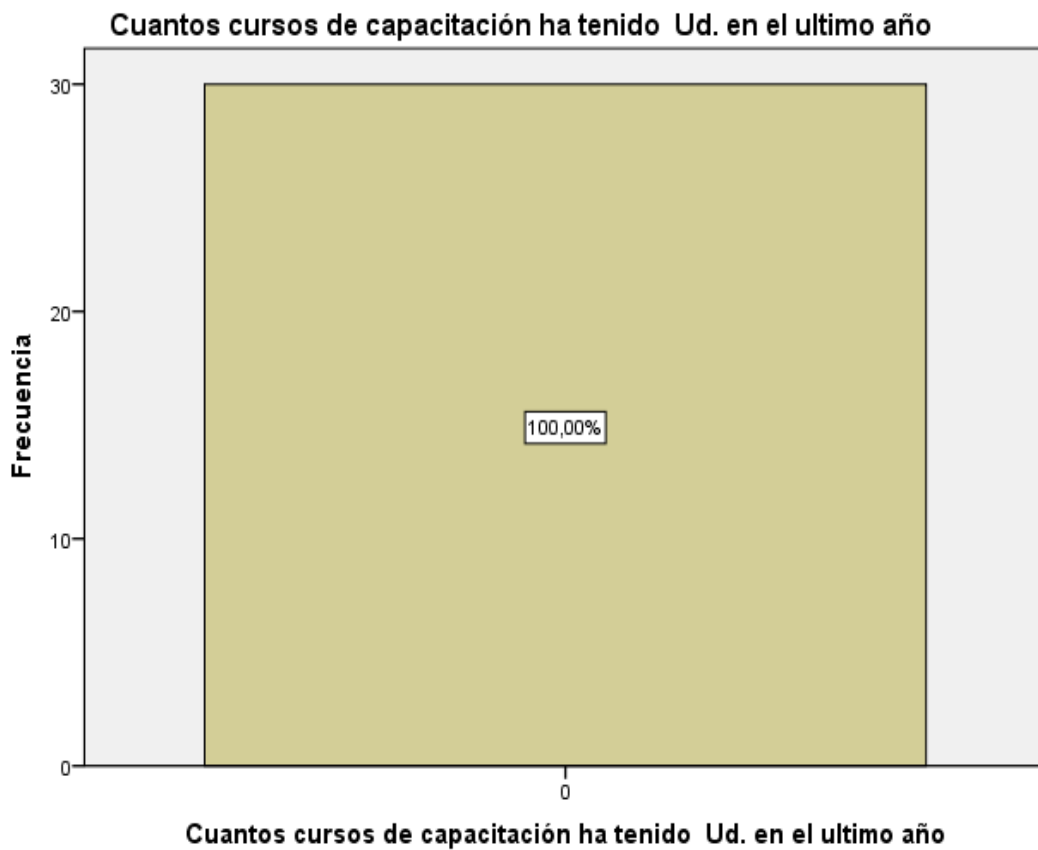 Cuantos cursos de capacitación ha tenido  Ud. en el ultimo año
30
20
10
0
Frecuencia
100,00%
0
Cuantos cursos de capacitación ha tenido  Ud. en el ultimo año